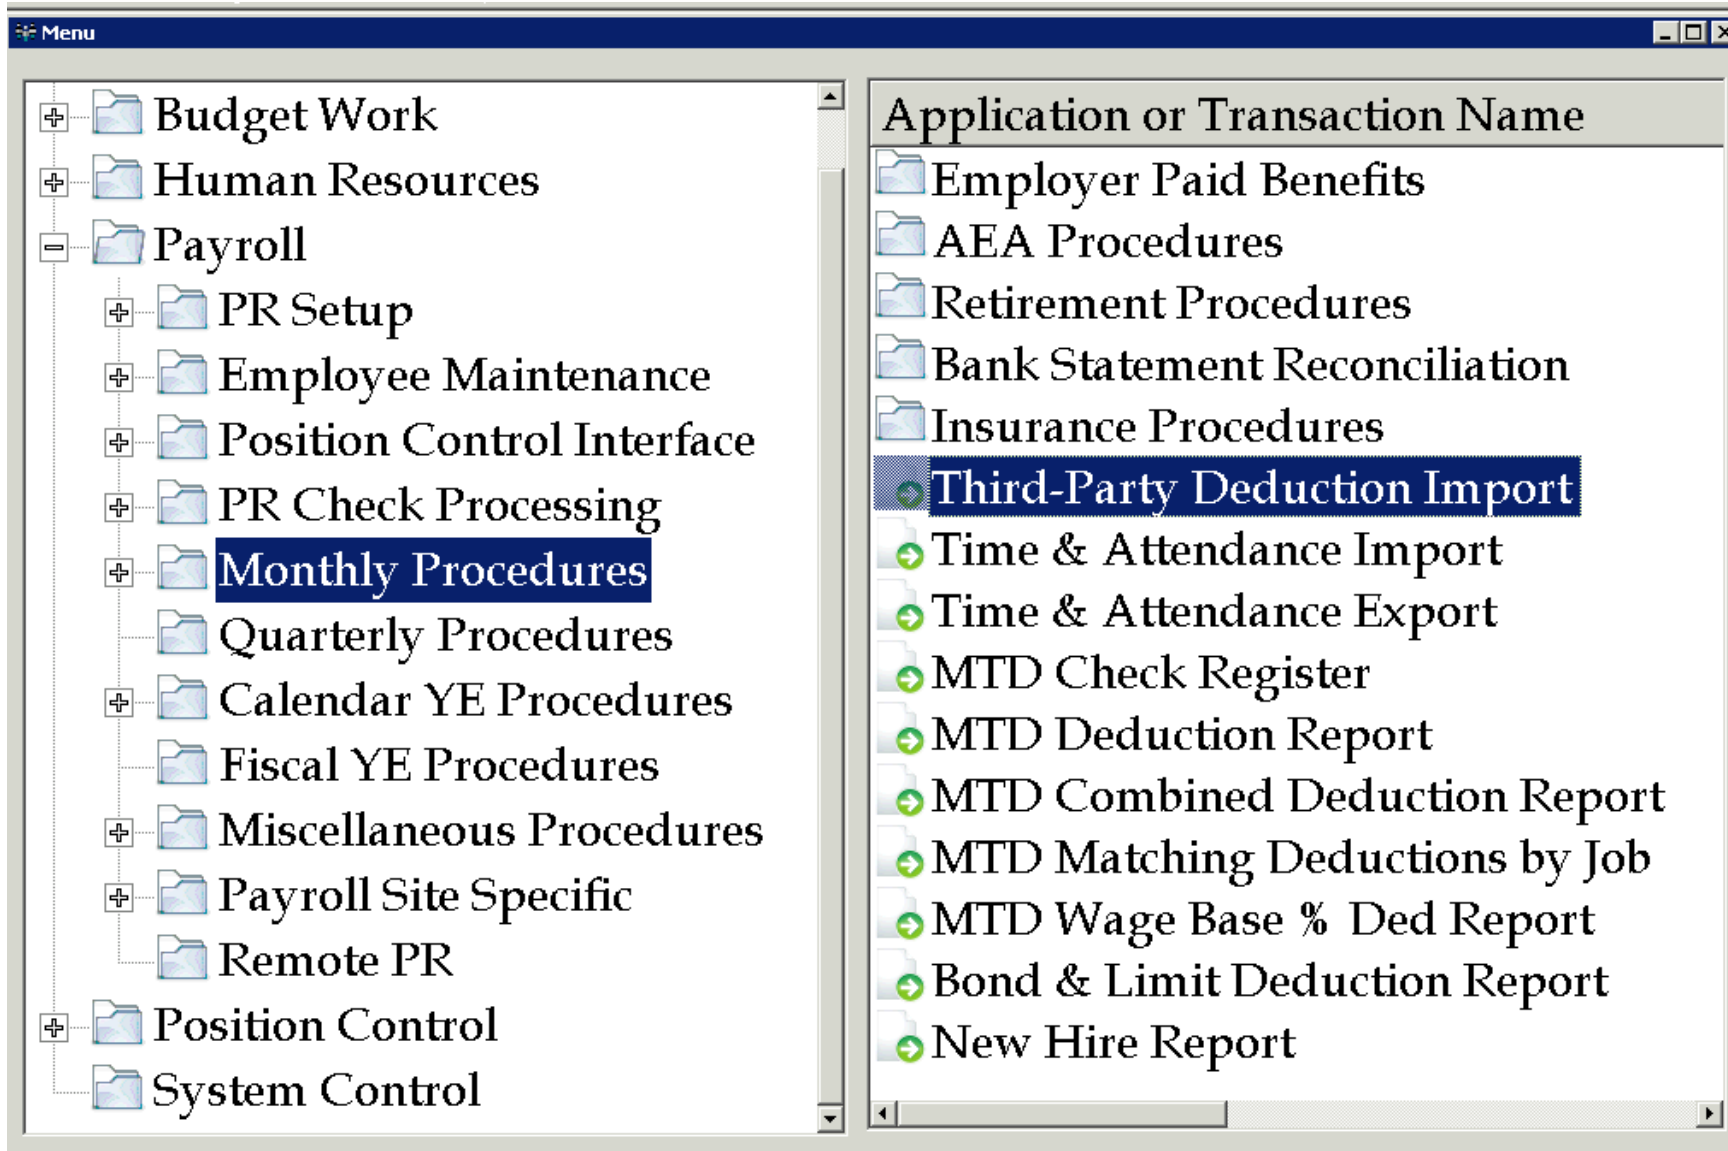 Menu
Budget Work
Human Resources
Payroll
PR Setup
Employee Maintenance
Position Control Interface
PR Check Processing
Monthly Procedures
Quarterly Procedures
Calendar YE Procedures
Fiscal YE Procedures
Miscellaneous Procedures
Payroll Site Specific
Remote PR
Position Control
System Control
Application or Transaction Name
Employer Paid Benefits
AEA Procedures
Retirement Procedures
Bank Statement Reconciliation
Insurance Procedures
Third-Party Deduction Import
Time & Attendance Import
Time & Attendance Export
MTD Check Register
MTD Deduction Report
MTD Combined Deduction Report
MTD Matching Deductions by Job
MTD Wage Base % Ded Report
Bond & Limit Deduction Report
New Hire Report